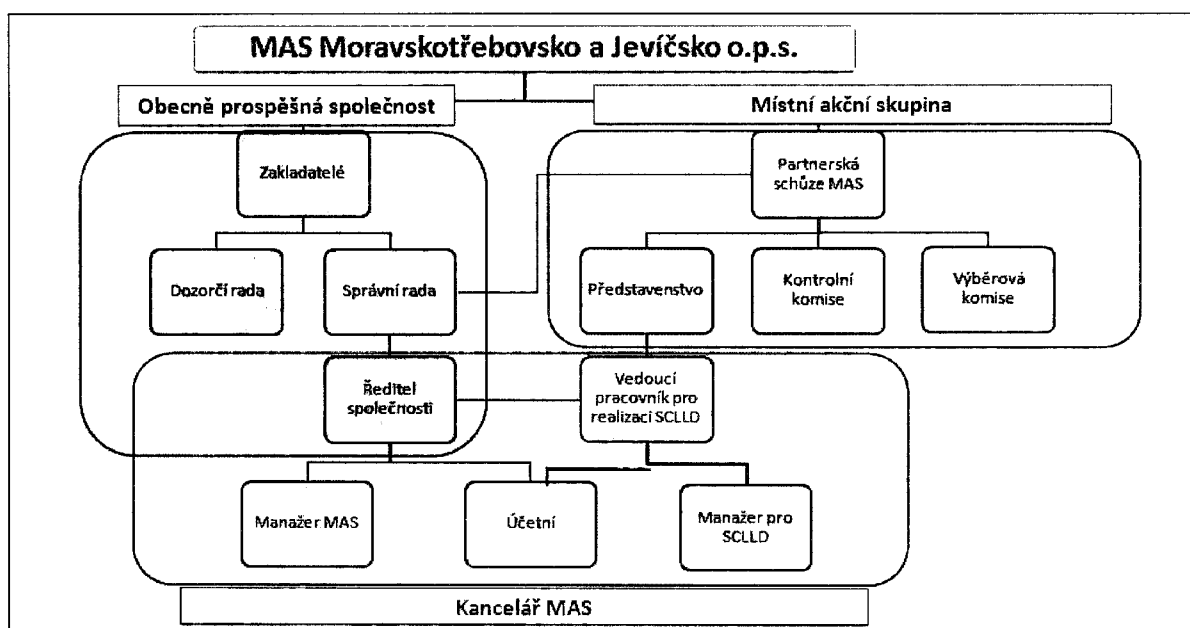 MAS Moravskotřebovsko a Jevíčsko o.p.s.
Obecně prospěšná společnost
Místní akční skupina
Zakladatelé
Partnerská
schůze MAS
Dozorčí rada
Správní rada
Představenstvo
Kontrolní
komise
Výběrová
komise
Ředitel
společnosti
Vedoucí
pracovník pro
realizaci SCLLD
Manažer MAS
Účetní
Manažer pro
SCLLD
Kancelář MAS